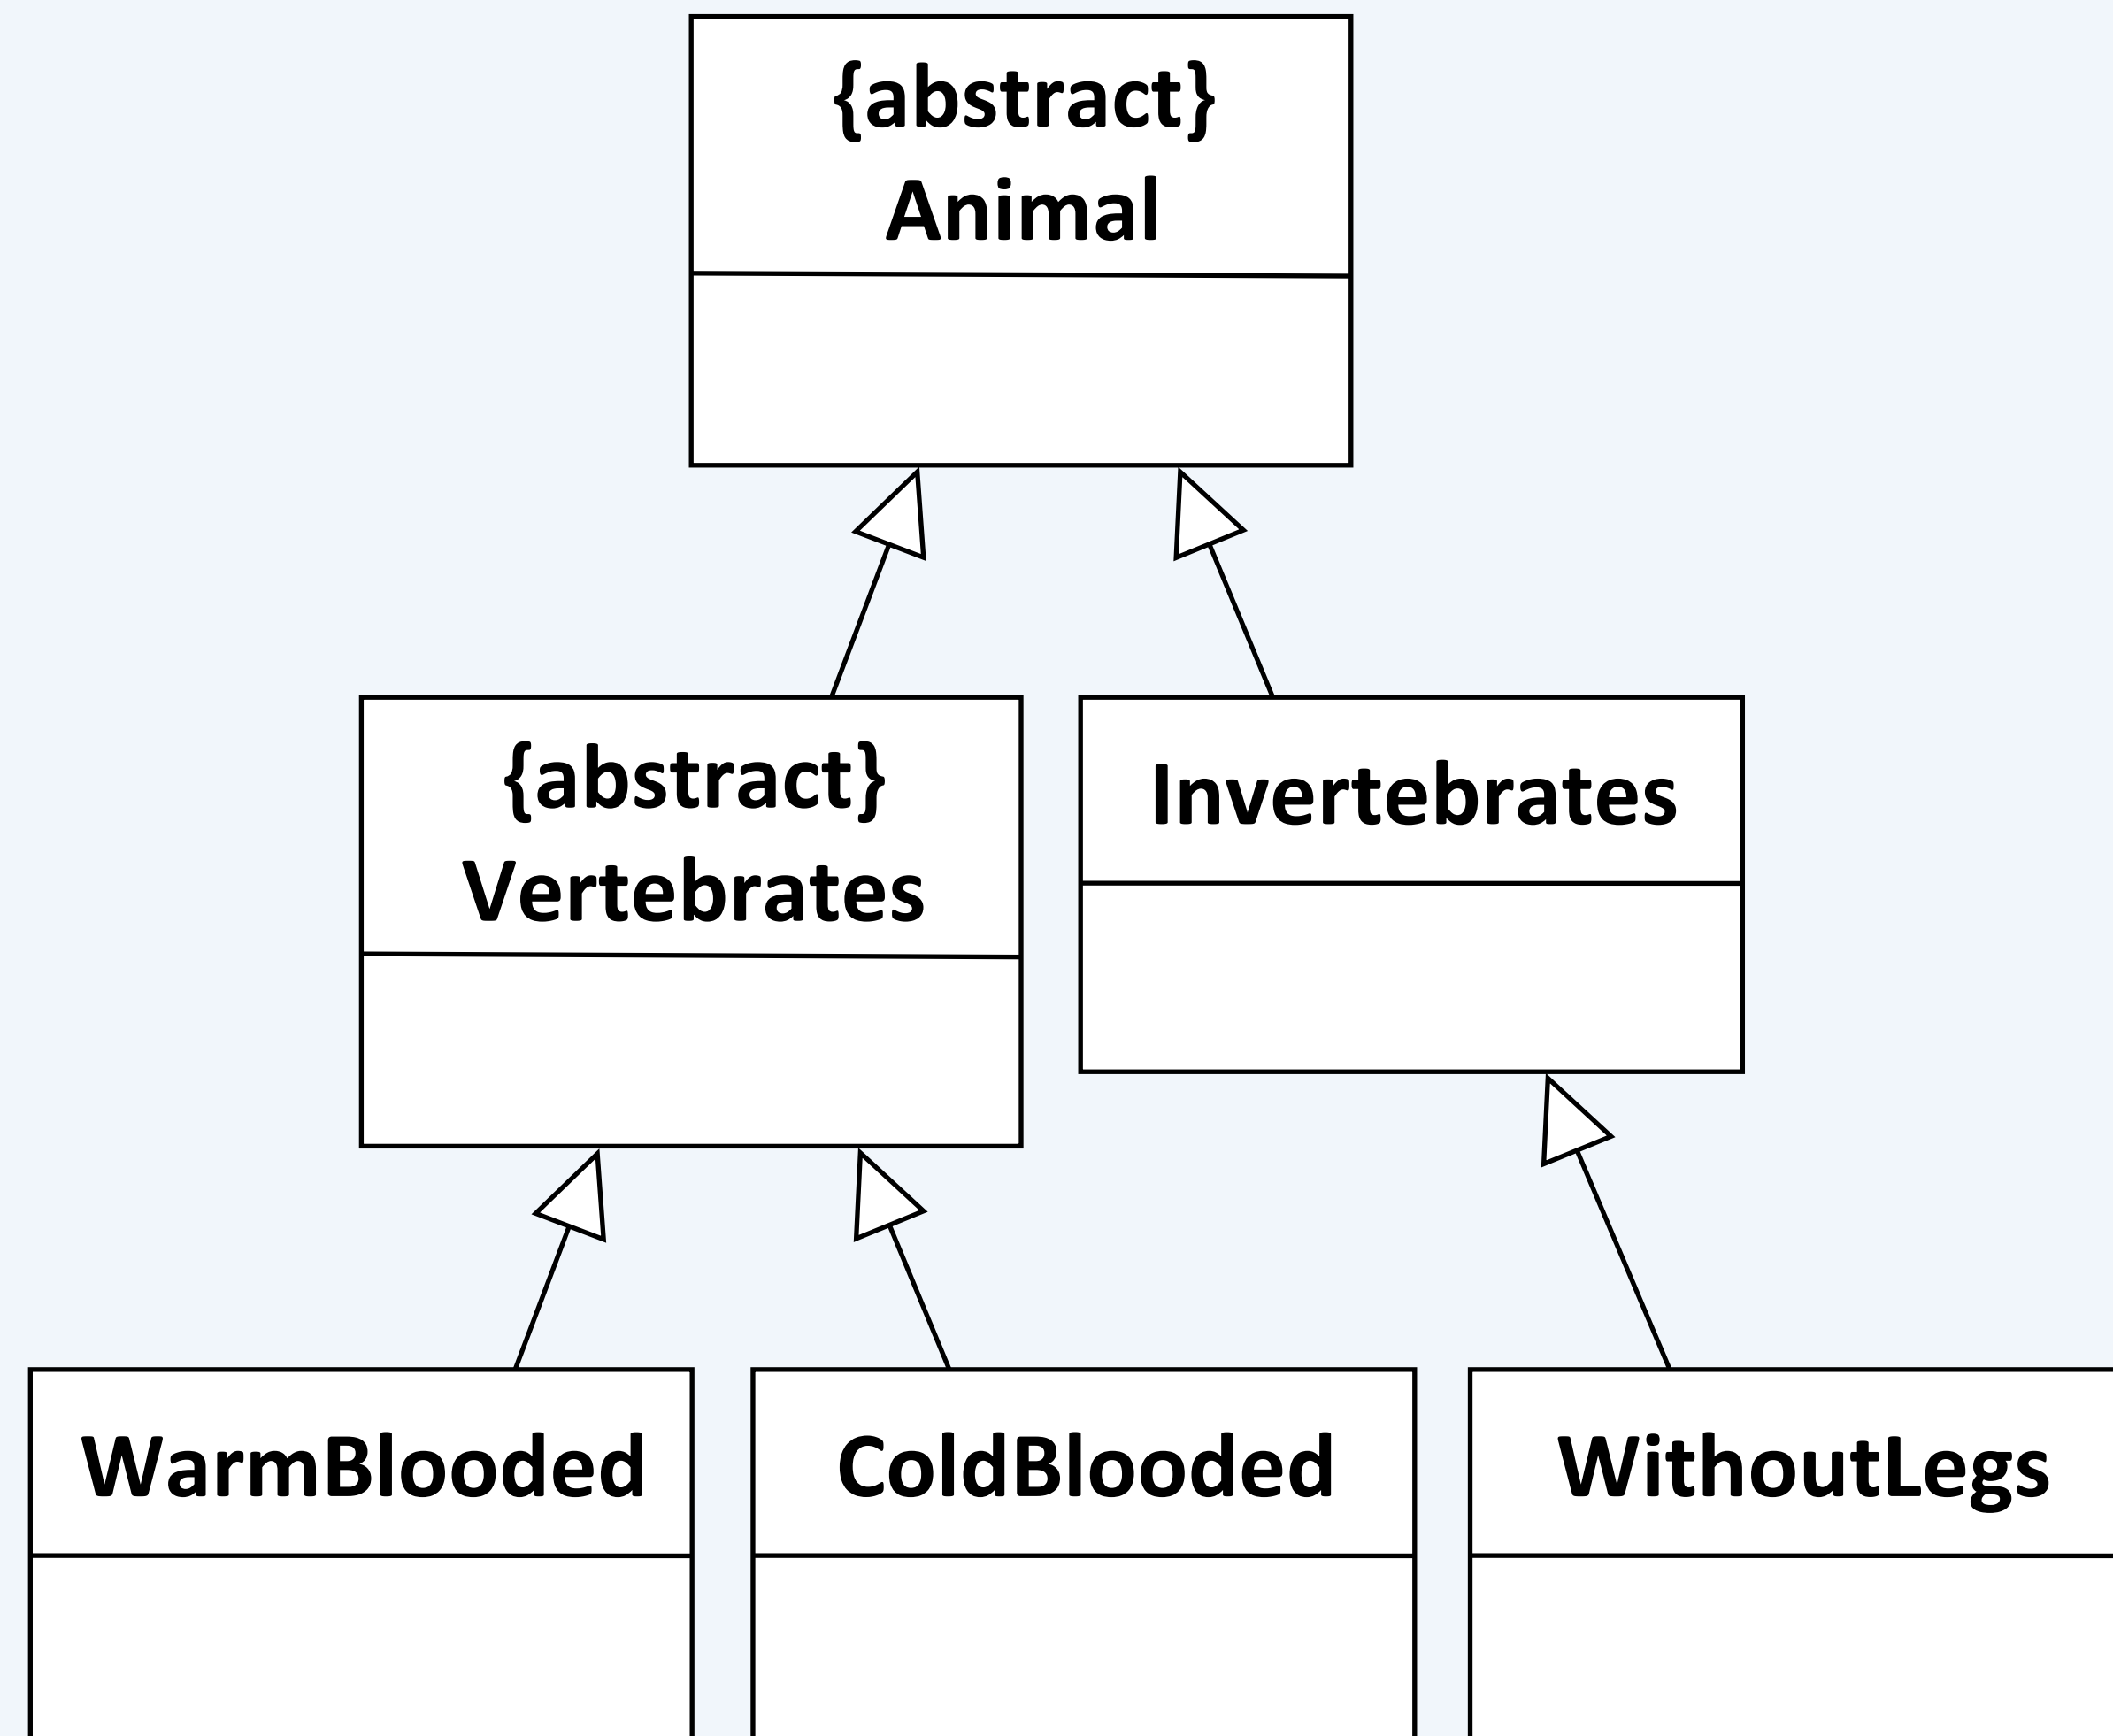 {abstract}
Animal
{abstract}
Vertebrates
Invertebrates
WarmBlooded
ColdBlooded
WithoutLegs